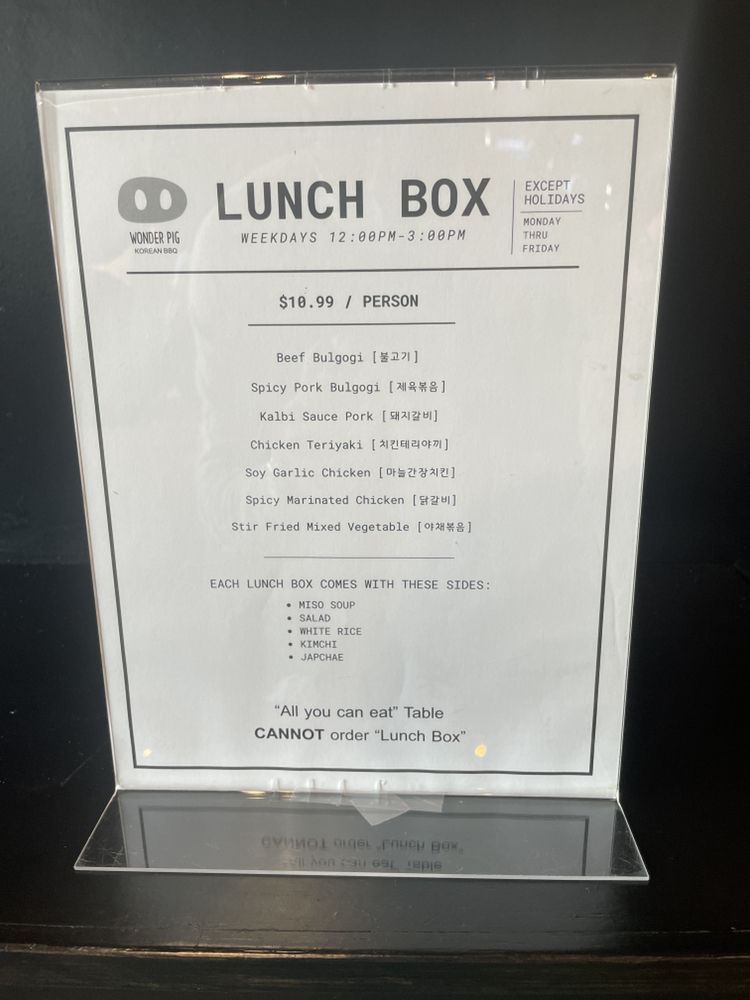 WONDER PIG
KOREAN BBQ
LUNCH BOX
WEEKDAYS 12:00PM-3:00PM
EXCEPT
HOLIDAYS
MONDAY
THRU
FRIDAY
$10.99 / PERSON
Beef Bulgogi [불고기]
Spicy Pork Bulgogi [제육볶음]
Kalbi Sauce Pork [돼지갈비]
Chicken Teriyaki [치킨테리야끼]
Soy Garlic Chicken [마늘간장치킨]
Spicy Marinated Chicken [닭갈비]
Stir Fried Mixed Vegetable [야채볶음]
EACH LUNCH BOX COMES WITH THESE SIDES:
• MISO SOUP
• SALAD
• WHITE RICE
• KIMCHI
• JAPCHAE
“All you can eat” Table
CANNOT order “Lunch Box”